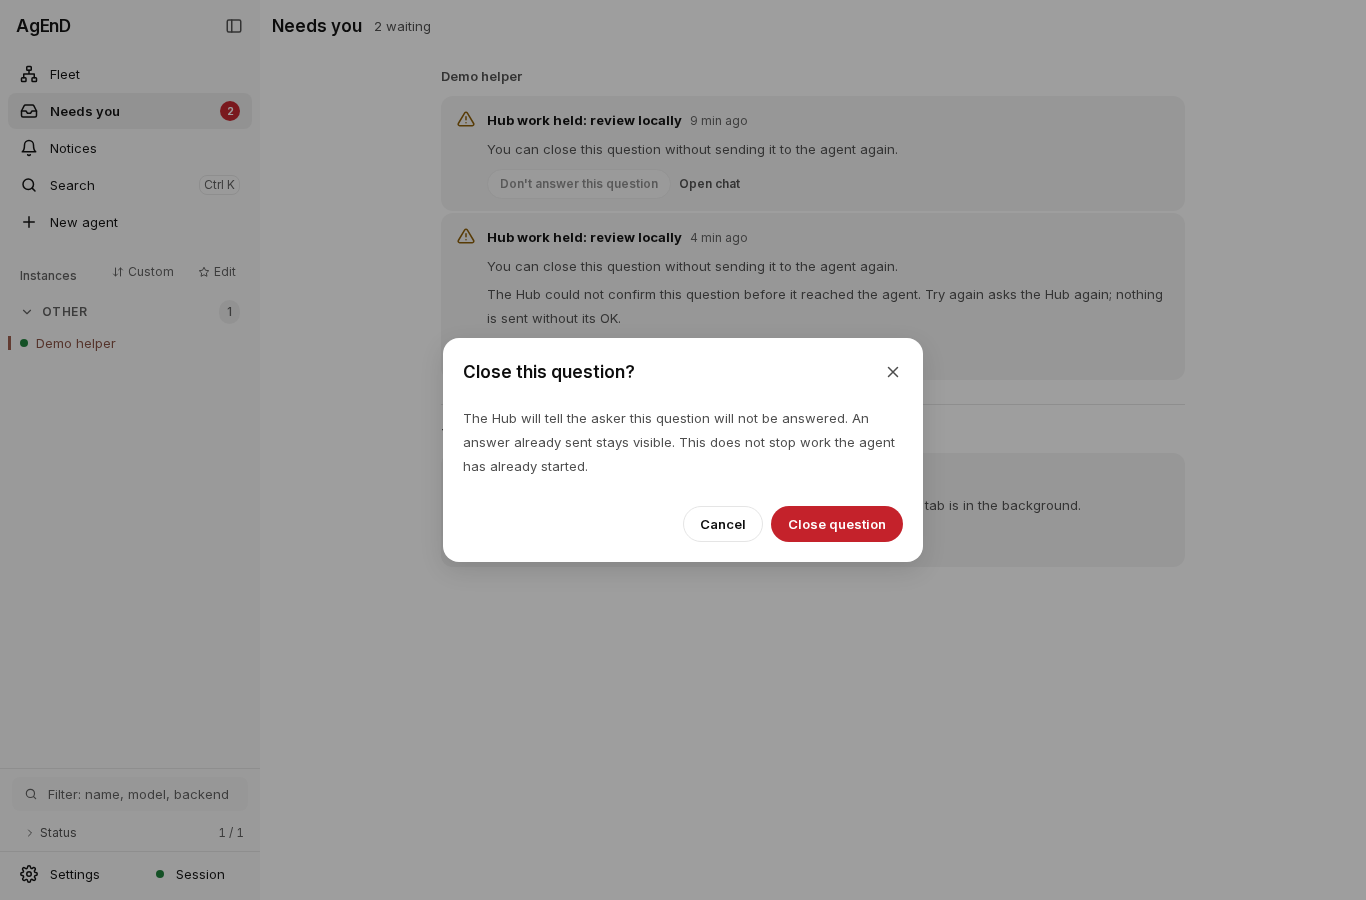 AgEnD
Fleet
Needs you
2
Notices
Search
Ctrl K
New agent
Instances
Custom
Edit
OTHER
1
Demo helper
Filter: name, model, backend
Status
1 / 1
Settings
Session
Needs you
2 waiting
Demo helper
Hub work held: review locally 9 min ago
You can close this question without sending it to the agent again.
Don't answer this question
Open chat
Hub work held: review locally 4 min ago
You can close this question without sending it to the agent again.
The Hub could not confirm this question before it reached the agent. Try again asks the Hub again; nothing
is sent without its OK.
Close this question?
The Hub will tell the asker this question will not be answered. An
answer already sent stays visible. This does not stop work the agent
has already started.
Cancel
Close question
tab is in the background.